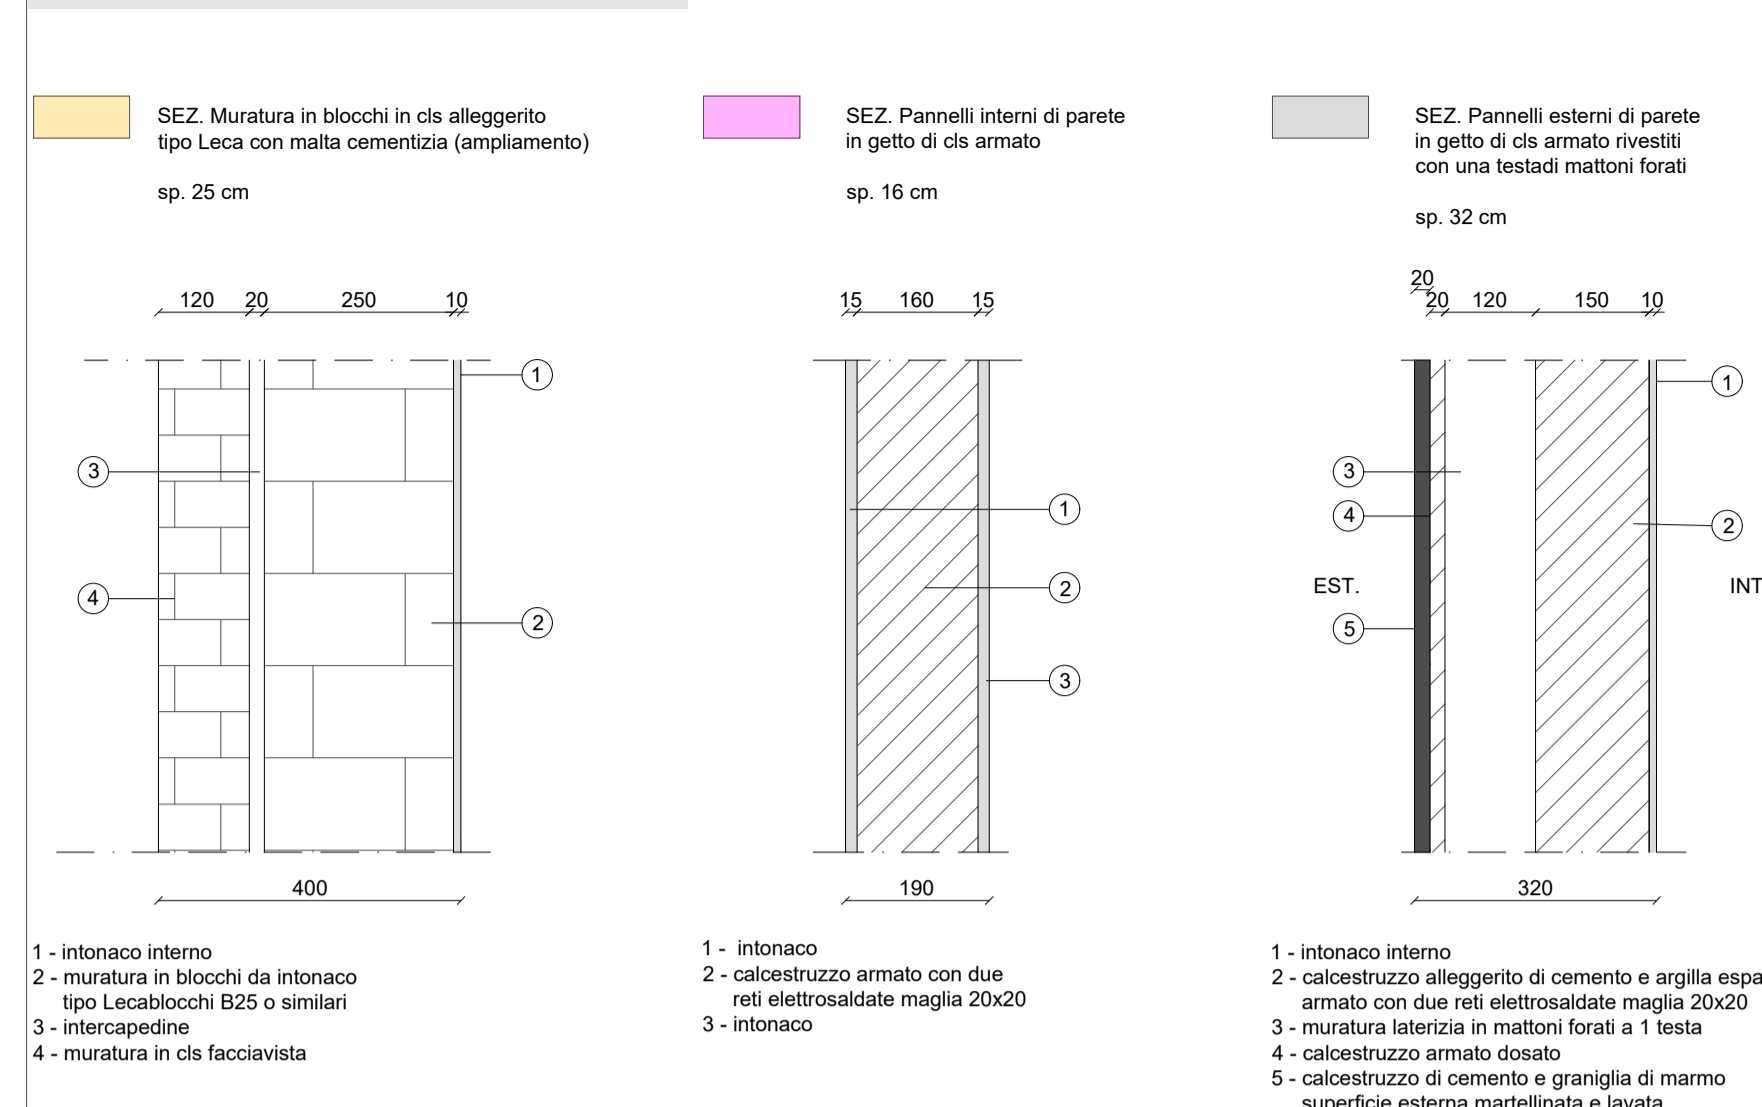 SEZ. Muratura in blocchi in cls alleggerito
tipo Leca con malta cementizia (ampliamento)
sp. 25 cm
120 20 250 10
1
3
4
2
400
1 - intonaco interno
2 - muratura in blocchi da intonaco
tipo Lecablocchi B25 o similari
3 - intercapedine
4 - muratura in cls facciavista
SEZ. Pannelli interni di parete
in getto di cls armato
sp. 16 cm
15 160 15
1
2
3
190
1 - intonaco
2 - calcestruzzo armato con due
reti elettrosaldate maglia 20x20
3 - intonaco
SEZ. Pannelli esterni di parete
in getto di cls armato rivestiti
con una testadi mattoni forati
sp. 32 cm
20
20 120 150 10
1
3
4
2
EST.
INT
5
320
1 - intonaco interno
2 - calcestruzzo alleggerito di cemento e argilla espa
armato con due reti elettrosaldate maglia 20x20
3 - muratura laterizia in mattoni forati a 1 testa
4 - calcestruzzo armato dosato
5 - calcestruzzo di cemento e graniglia di marmo
superficie esterna martellinata e lavata